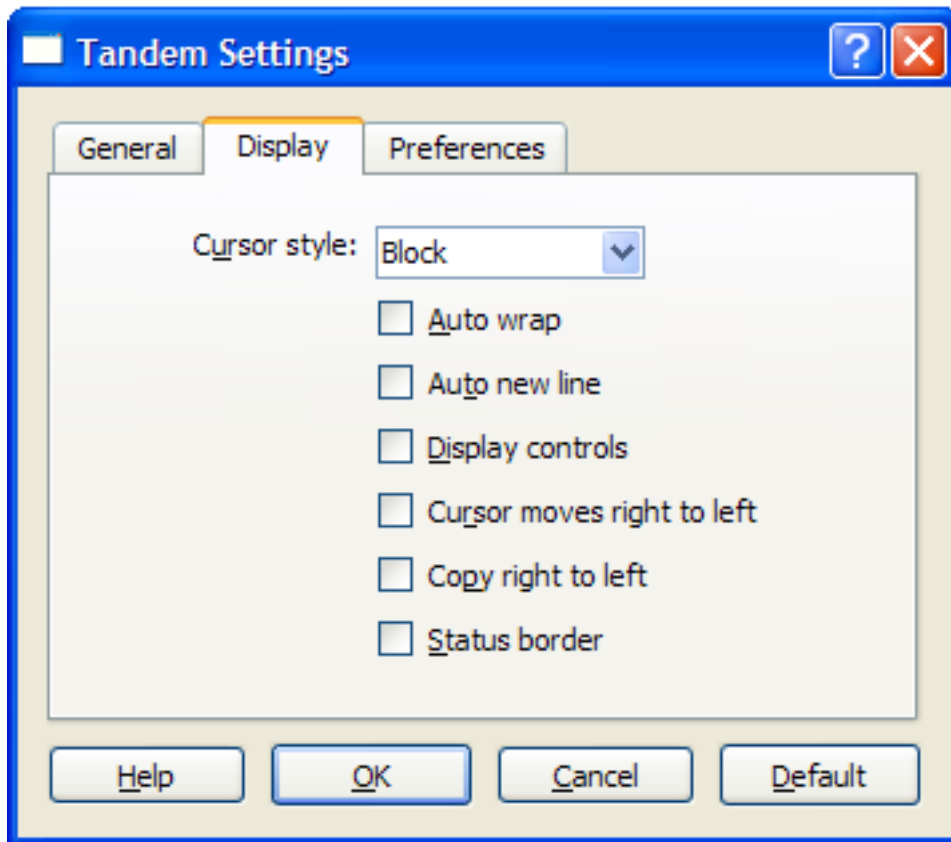 Tandem Settings
General Display Preferences
Cursor style: Block
Auto wrap
Auto new line
Display controls
Cursor moves right to left
Copy right to left
Status border
Help OK Cancel Default